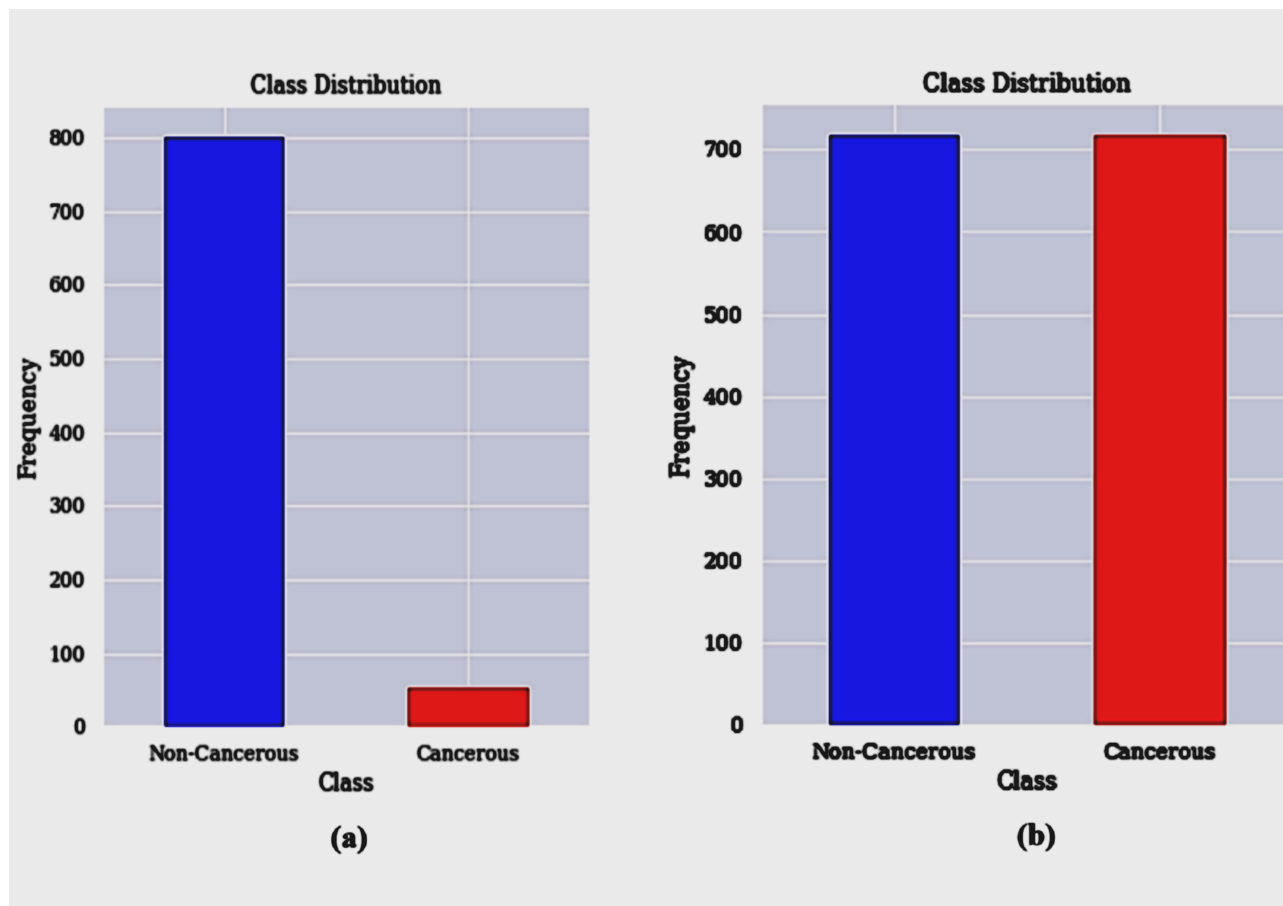 Class Distribution
800
700
600
500
400
300
200
100
0
Frequency
Non-Cancerous
Cancerous
Class
(a)
Class Distribution
700
600
500
400
300
200
100
0
Frequency
Non-Cancerous
Cancerous
Class
(b)